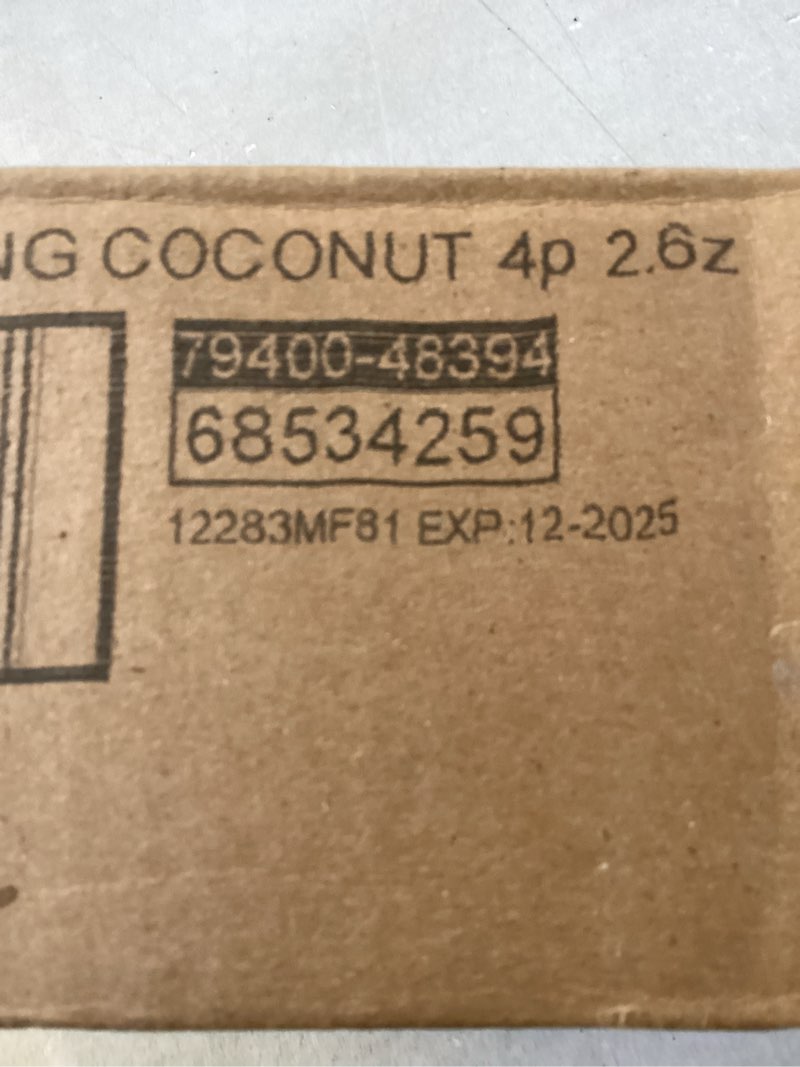 NG COCONUT 4p 2.6z
79400-48394
68534259
12283MF81 EXP:12-2025